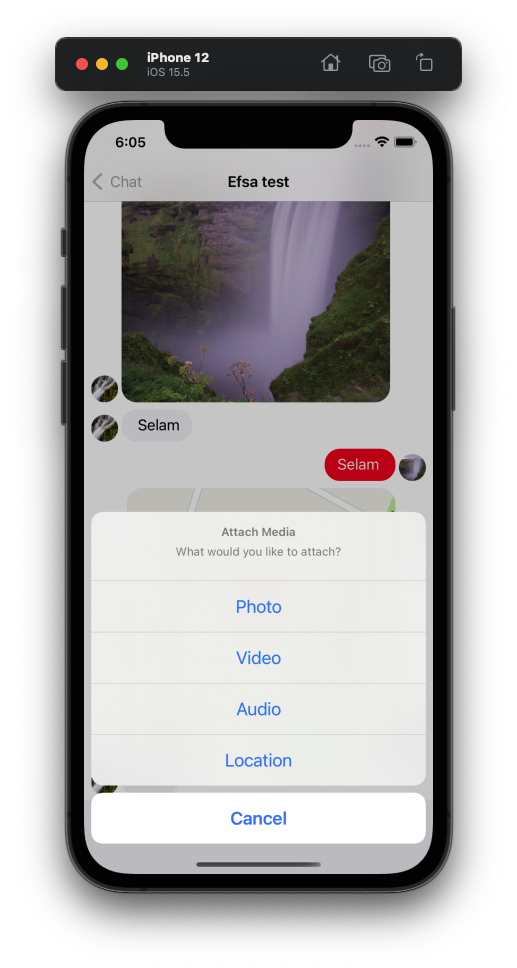 iPhone 12
iOS 15.5
6:05
Chat
Efsa test
Selam
Selam
Attach Media
What would you like to attach?
Photo
Video
Audio
Location
Cancel